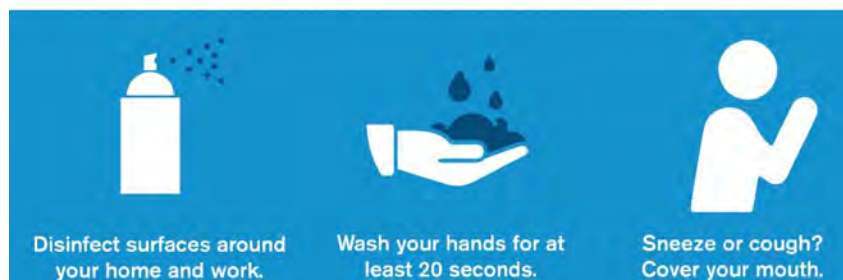 Disinfect surfaces around
your home and work.
Wash your hands for at
least 20 seconds.
Sneeze or cough?
Cover your mouth.